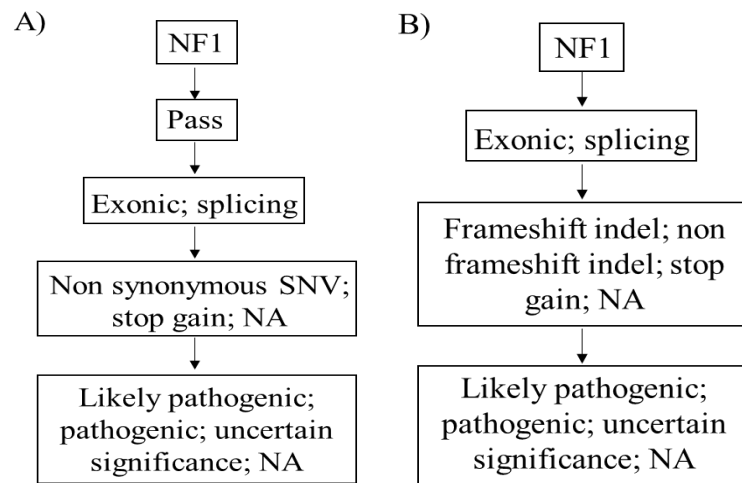 A)
NF1
Pass
Exonic; splicing
Non synonymous SNV;
stop gain; NA
Likely pathogenic;
pathogenic; uncertain
significance; NA
B)
NF1
Exonic; splicing
Frameshift indel; non
frameshift indel; stop
gain; NA
Likely pathogenic;
pathogenic; uncertain
significance; NA